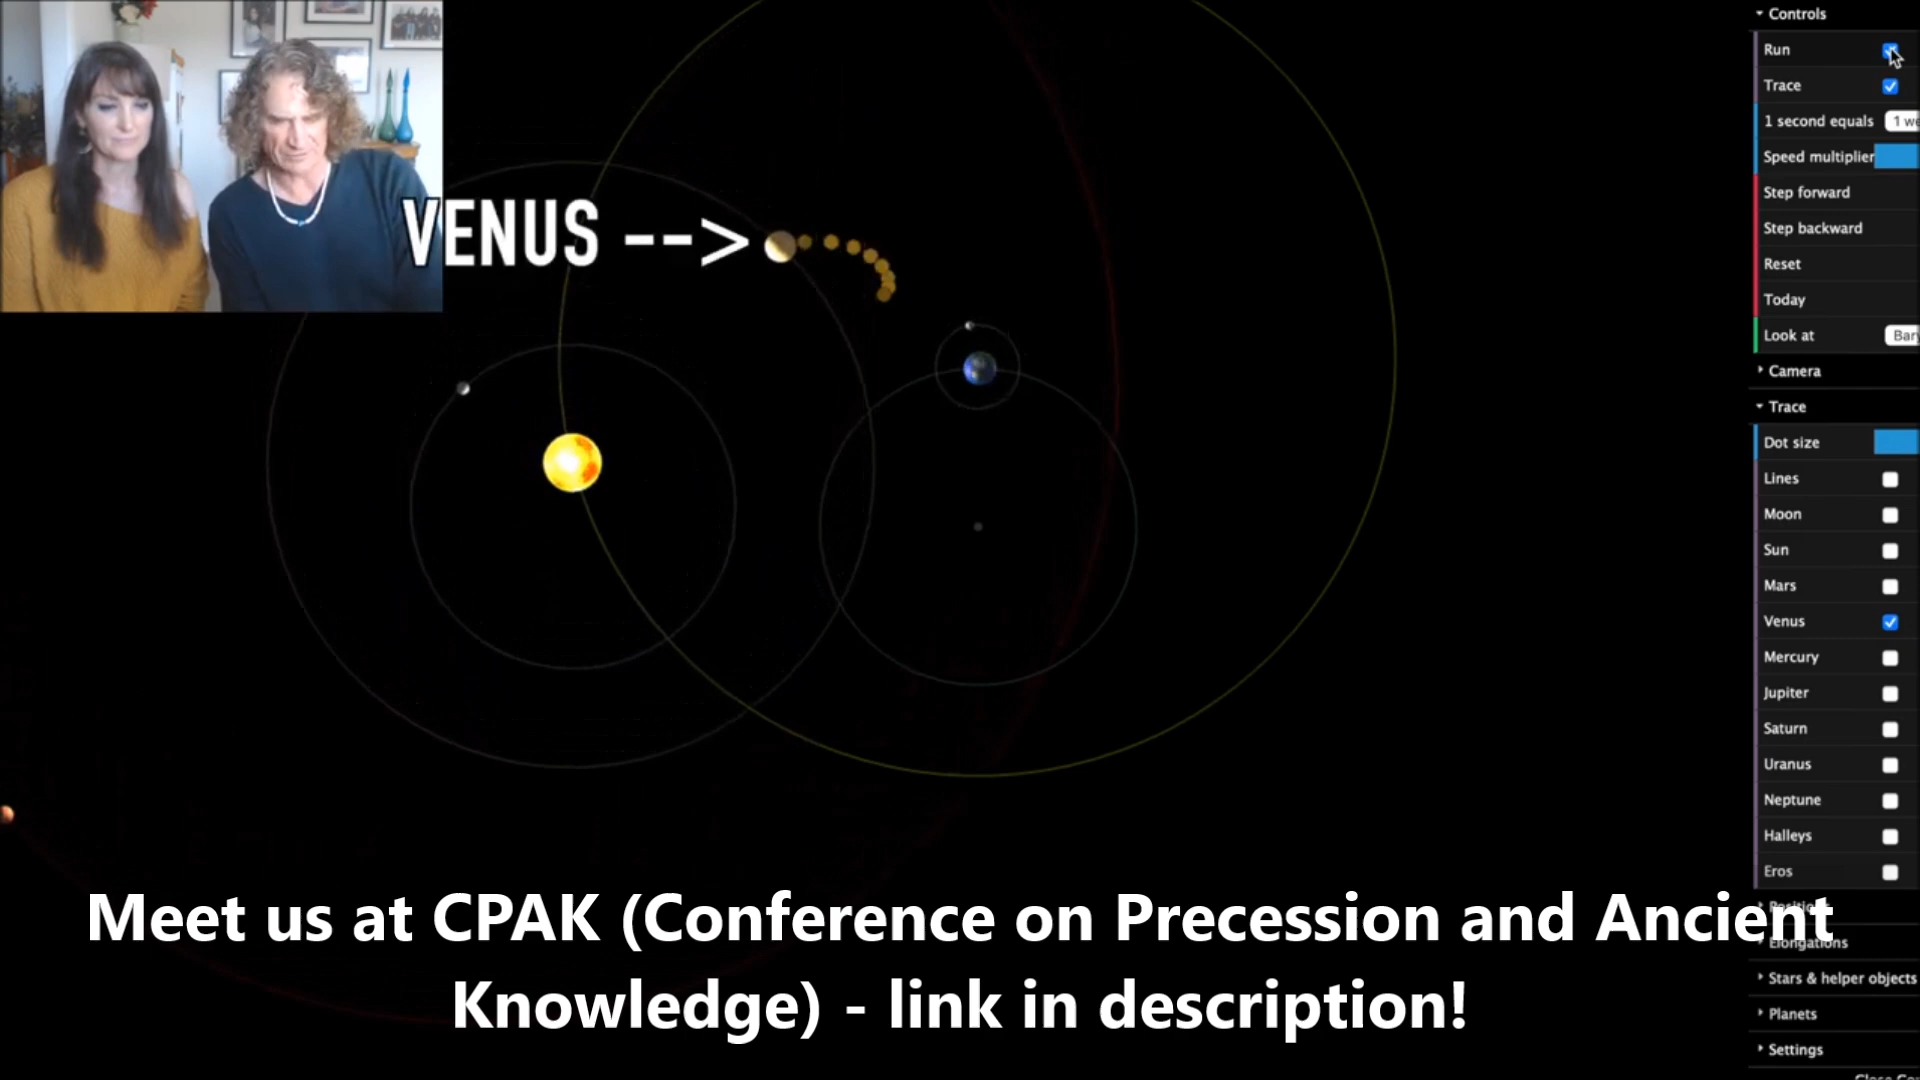 VENUS -->
Controls
Run
Trace
1 second equals
Speed multiplier
Step forward
Step backward
Reset
Today
Look at
Camera
Trace
Dot size
Lines
Moon
Sun
Mars
Venus
Mercury
Jupiter
Saturn
Uranus
Neptune
Halleys
Eros
Elongations
Stars & helper objects
Planets
Settings
Meet us at CPAK (Conference on Precession and Ancient
Knowledge) - link in description!